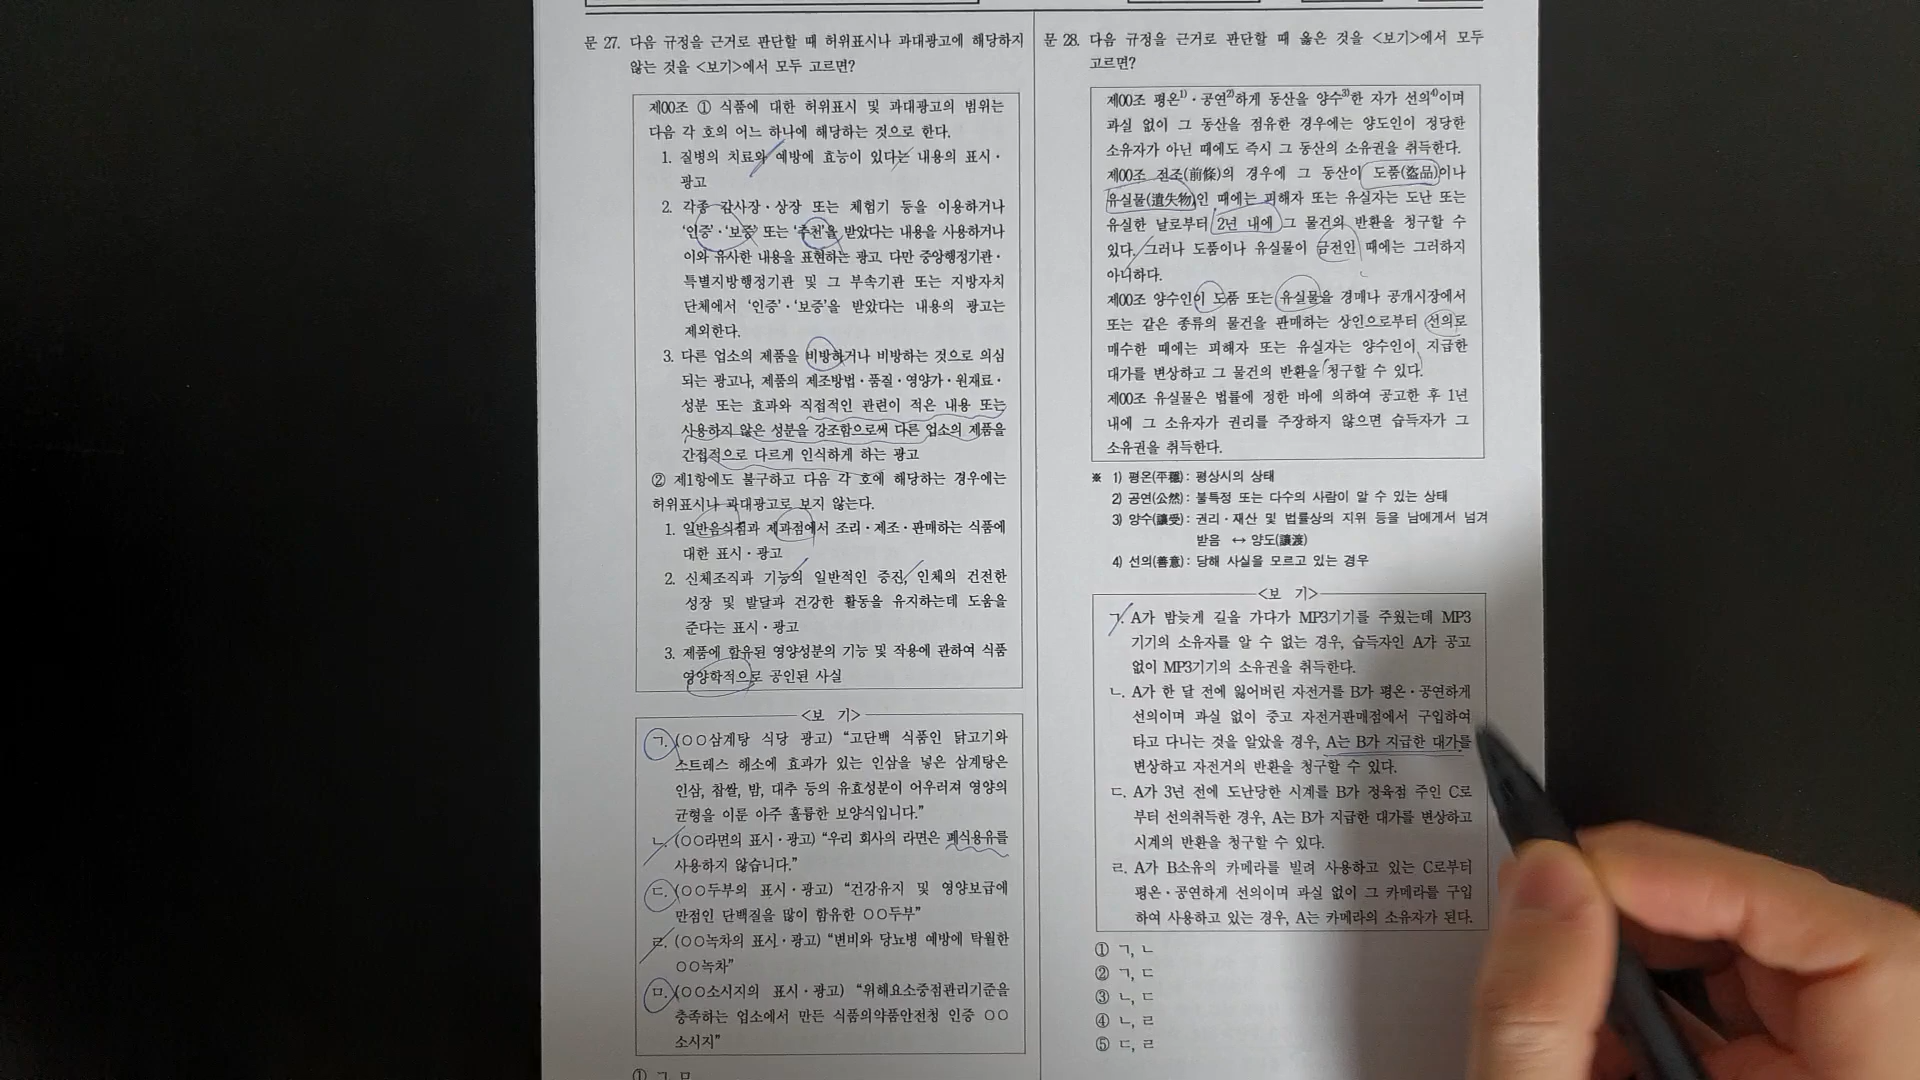 문 27. 다음 규정을 근거로 판단할 때 허위표시나 과대광고에 해당하지
않는 것을 <보기>에서 모두 고르면?
제00조 ① 식품에 대한 허위표시 및 과대광고의 범위는
다음 각 호의 어느 하나에 해당하는 것으로 한다.
1. 질병의 치료와 예방에 효능이 있다는 내용의 표시·
광고
2. 각종 감사장·상장 또는 체험기 등을 이용하거나
‘인증’·‘보증’ 또는 ‘추천’을 받았다는 내용을 사용하거나
이와 유사한 내용을 표현하는 광고. 다만 중앙행정기관·
특별지방행정기관 및 그 부속기관 또는 지방자치
단체에서 ‘인증’·‘보증’을 받았다는 내용의 광고는
제외한다.
3. 다른 업소의 제품을 비방하거나 비방하는 것으로 의심
되는 광고나, 제품의 제조방법·품질·영양가·원재료·
성분 또는 효과와 직접적인 관련이 적은 내용 또는
사용하지 않은 성분을 강조함으로써 다른 업소의 제품을
간접적으로 다르게 인식하게 하는 광고
② 제1항에도 불구하고 다음 각 호에 해당하는 경우에는
허위표시나 과대광고로 보지 않는다.
1. 일반음식점과 제과점에서 조리·제조·판매하는 식품에
대한 표시·광고
2. 신체조직과 기능의 일반적인 증진, 인체의 건전한
성장 및 발달과 건강한 활동을 유지하는데 도움을
준다는 표시·광고
3. 제품에 함유된 영양성분의 기능 및 작용에 관하여 식품
영양학적으로 공인된 사실
<보 기>
ㄱ. (○○삼계탕 식당 광고) “고단백 식품인 닭고기와
스트레스 해소에 효과가 있는 인삼을 넣은 삼계탕은
인삼, 찹쌀, 밤, 대추 등의 유효성분이 어우러져 영양의
균형을 이룬 아주 훌륭한 보양식입니다.”
ㄴ. (○○라면의 표시·광고) “우리 회사의 라면은 폐식용유를
사용하지 않습니다.”
ㄷ. (○○두부의 표시·광고) “건강유지 및 영양보급에
만점인 단백질을 많이 함유한 ○○두부”
ㄹ. (○○녹차의 표시·광고) “변비와 당뇨병 예방에 탁월한
○○녹차”
ㅁ. (○○소시지의 표시·광고) “위해요소중점관리기준을
충족하는 업소에서 만든 식품의약품안전청 인증 ○○
소시지”
① ㄱ, ㅁ
문 28. 다음 규정을 근거로 판단할 때 옳은 것을 <보기>에서 모두
고르면?
제00조 평온1)·공연2)하게 동산을 양수3)한 자가 선의4)이며
과실 없이 그 동산을 점유한 경우에는 양도인이 정당한
소유자가 아닌 때에도 즉시 그 동산의 소유권을 취득한다.
제00조 전조(前條)의 경우에 그 동산이 도품(盜品)이나
유실물(遺失物)인 때에는 피해자 또는 유실자는 도난 또는
유실한 날로부터 2년 내에 그 물건의 반환을 청구할 수
있다. 그러나 도품이나 유실물이 금전인 때에는 그러하지
아니하다.
제00조 양수인이 도품 또는 유실물을 경매나 공개시장에서
또는 같은 종류의 물건을 판매하는 상인으로부터 선의로
매수한 때에는 피해자 또는 유실자는 양수인이 지급한
대가를 변상하고 그 물건의 반환을 청구할 수 있다.
제00조 유실물은 법률에 정한 바에 의하여 공고한 후 1년
내에 그 소유자가 권리를 주장하지 않으면 습득자가 그
소유권을 취득한다.
※ 1) 평온(平穩): 평상시의 상태
2) 공연(公然): 불특정 또는 다수의 사람이 알 수 있는 상태
3) 양수(讓受): 권리·재산 및 법률상의 지위 등을 남에게서 넘겨
받음 ↔ 양도(讓渡)
4) 선의(善意): 당해 사실을 모르고 있는 경우
<보 기>
ㄱ. A가 밤늦게 길을 가다가 MP3기기를 주웠는데 MP3
기기의 소유자를 알 수 없는 경우, 습득자인 A가 공고
없이 MP3기기의 소유권을 취득한다.
ㄴ. A가 한 달 전에 잃어버린 자전거를 B가 평온·공연하게
선의이며 과실 없이 중고 자전거판매점에서 구입하여
타고 다니는 것을 알았을 경우, A는 B가 지급한 대가를
변상하고 자전거의 반환을 청구할 수 있다.
ㄷ. A가 3년 전에 도난당한 시계를 B가 정육점 주인 C로
부터 선의취득한 경우, A는 B가 지급한 대가를 변상하고
시계의 반환을 청구할 수 있다.
ㄹ. A가 B소유의 카메라를 빌려 사용하고 있는 C로부터
평온·공연하게 선의이며 과실 없이 그 카메라를 구입
하여 사용하고 있는 경우, A는 카메라의 소유자가 된다.
① ㄱ, ㄴ
② ㄱ, ㄷ
③ ㄴ, ㄷ
④ ㄴ, ㄹ
⑤ ㄷ, ㄹ